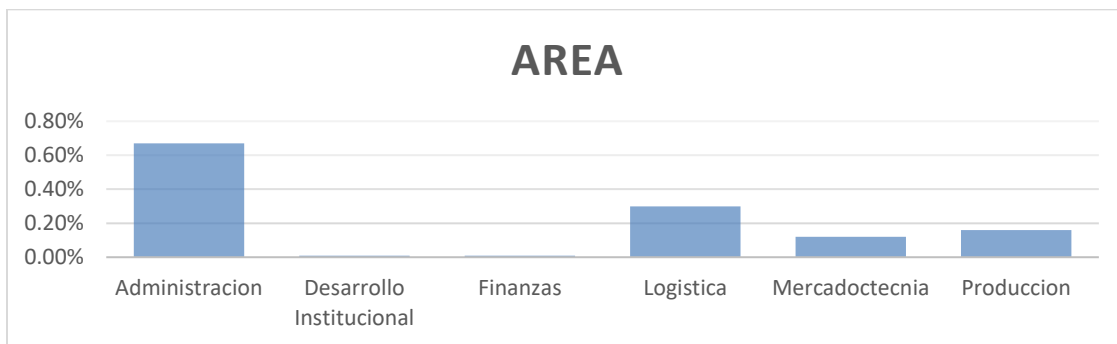 AREA
0.80%
0.60%
0.40%
0.20%
0.00%
Administracion
Desarrollo
Institucional
Finanzas
Logistica
Mercadoctecnia
Produccion